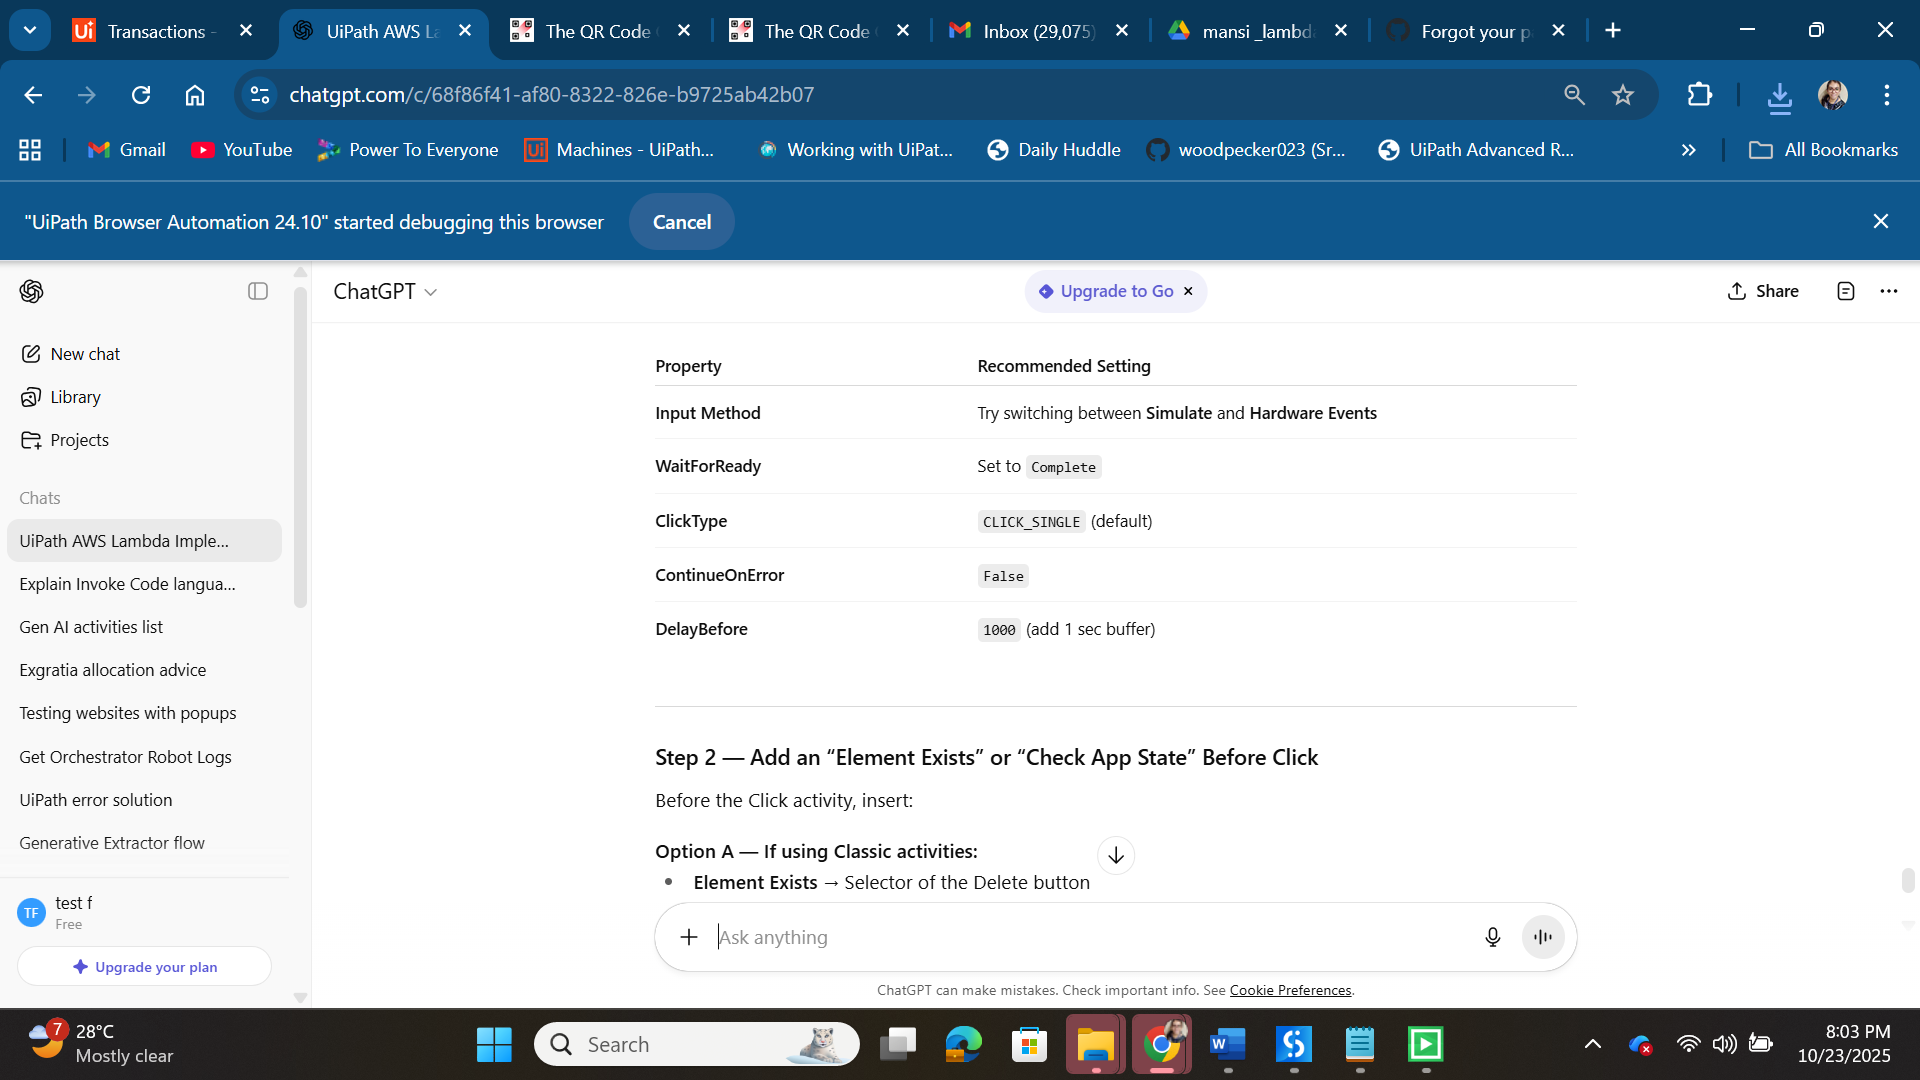 Transactions -
UiPath AWS La
The QR Code
The QR Code
Inbox (29,075)
mansi _lambd
Forgot your p
chatgpt.com/c/68f86f41-af80-8322-826e-b9725ab42b07
Gmail
YouTube
Power To Everyone
Machines - UiPath...
Working with UiPat...
Daily Huddle
woodpecker023 (Sr...
UiPath Advanced R...
»
All Bookmarks
"UiPath Browser Automation 24.10" started debugging this browser
Cancel
ChatGPT
Upgrade to Go
Share
New chat
Library
Projects
Chats
UiPath AWS Lambda Imple...
Explain Invoke Code langua...
Gen AI activities list
Exgratia allocation advice
Testing websites with popups
Get Orchestrator Robot Logs
UiPath error solution
Generative Extractor flow
TF
test f
Free
Upgrade your plan
Property Recommended Setting
Input Method Try switching between Simulate and Hardware Events
WaitForReady Set to Complete
ClickType CLICK_SINGLE (default)
ContinueOnError False
DelayBefore 1000 (add 1 sec buffer)
Step 2 — Add an “Element Exists” or “Check App State” Before Click
Before the Click activity, insert:
Option A — If using Classic activities:
• Element Exists → Selector of the Delete button
Ask anything
ChatGPT can make mistakes. Check important info. See Cookie Preferences.
7
28°C
Mostly clear
Search
8:03 PM
10/23/2025